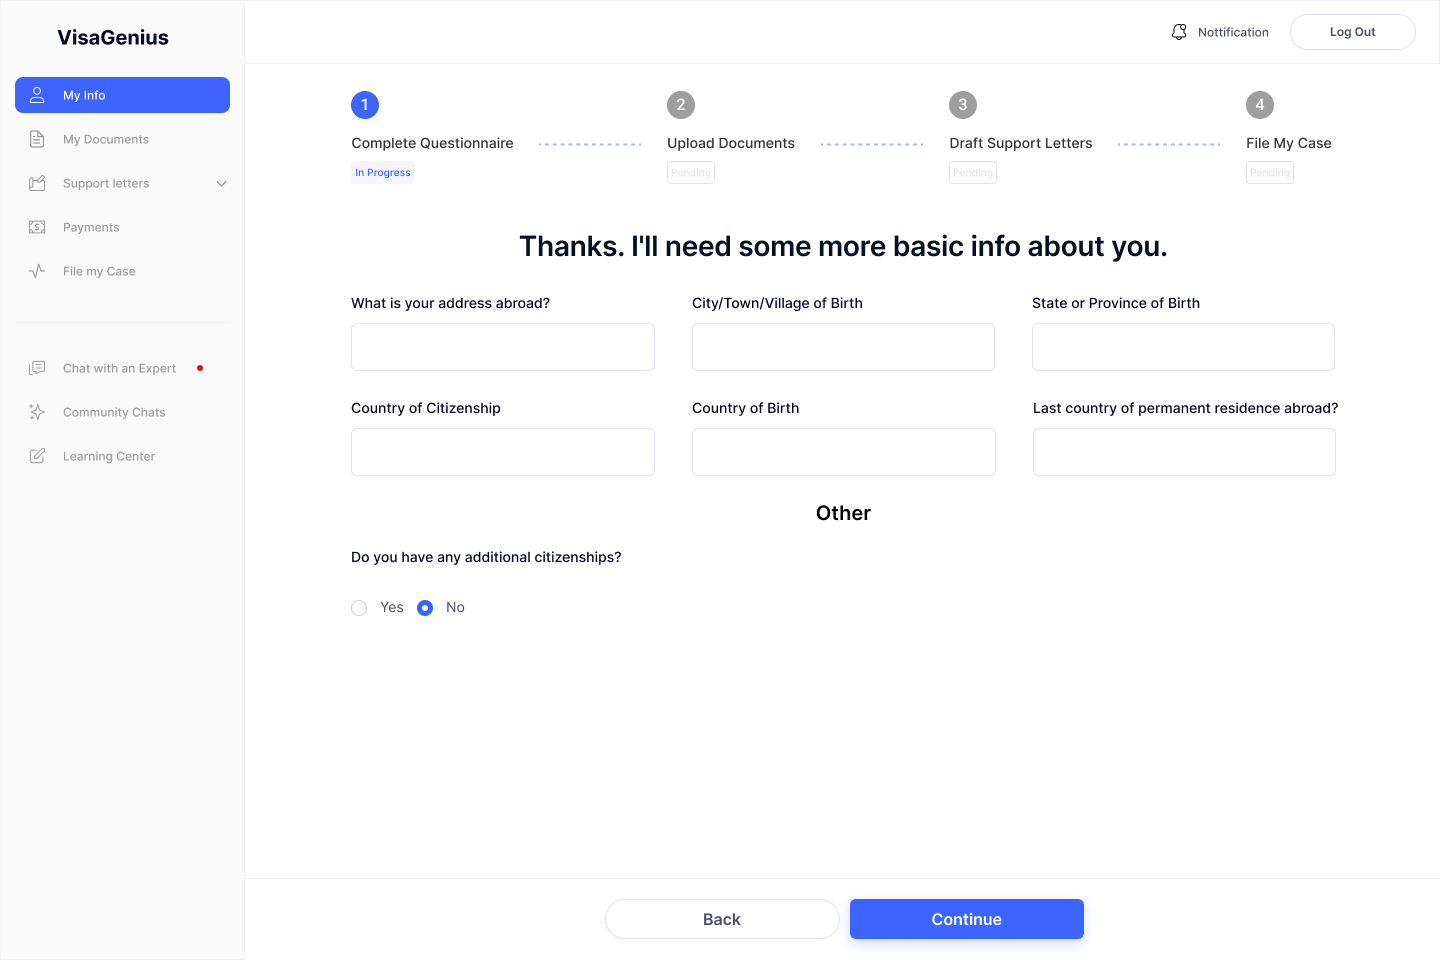 VisaGenius
Nottification
Log Out
My Info
My Documents
Support letters
Payments
File my Case
Chat with an Expert
Community Chats
Learning Center
1
2
3
4
Complete Questionnaire
Upload Documents
Draft Support Letters
File My Case
In Progress
Pending
Pending
Pending
Thanks. I'll need some more basic info about you.
What is your address abroad?
City/Town/Village of Birth
State or Province of Birth
Country of Citizenship
Country of Birth
Last country of permanent residence abroad?
Other
Do you have any additional citizenships?
Yes
No
Back
Continue